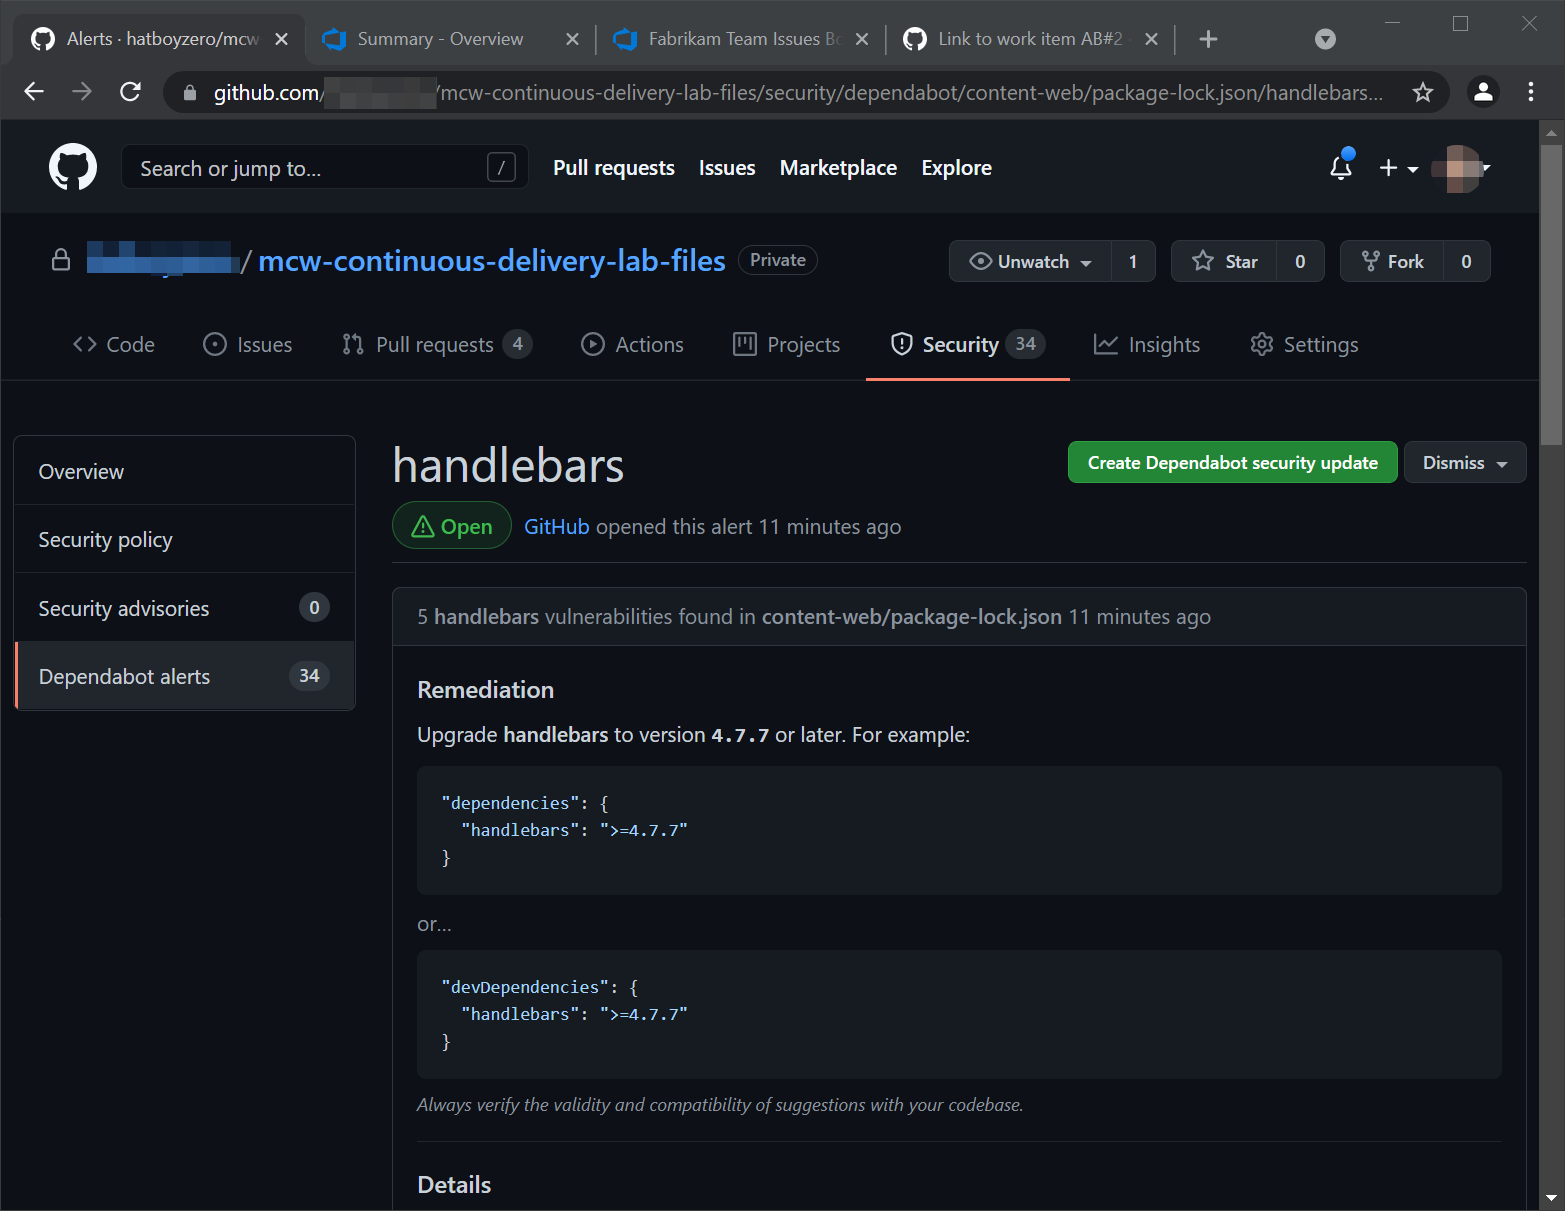 Alerts · hatboyzero/mcw
Summary - Overview
Fabrikam Team Issues Bo
Link to work item AB#2
github.com/
/mcw-continuous-delivery-lab-files/security/dependabot/content-web/package-lock.json/handlebars...
Search or jump to...
/
Pull requests
Issues
Marketplace
Explore
/ mcw-continuous-delivery-lab-files
Private
Unwatch
1
Star
0
Fork
0
Code
Issues
Pull requests 4
Actions
Projects
Security 34
Insights
Settings
Overview
Security policy
Security advisories 0
Dependabot alerts 34
handlebars
Create Dependabot security update
Dismiss
Open
GitHub opened this alert 11 minutes ago
5 handlebars vulnerabilities found in content-web/package-lock.json 11 minutes ago
Remediation
Upgrade handlebars to version 4.7.7 or later. For example:
"dependencies": {
"handlebars": ">=4.7.7"
}
or...
"devDependencies": {
"handlebars": ">=4.7.7"
}
Always verify the validity and compatibility of suggestions with your codebase.
Details